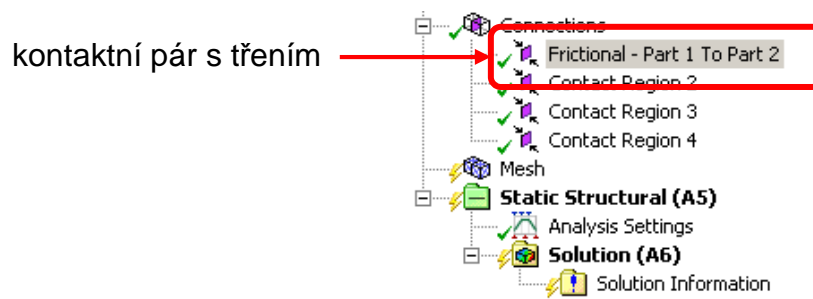 Connections
kontaktní pár s třením
Frictional - Part 1 To Part 2
Contact Region 2
Contact Region 3
Contact Region 4
Mesh
Static Structural (A5)
Analysis Settings
Solution (A6)
Solution Information